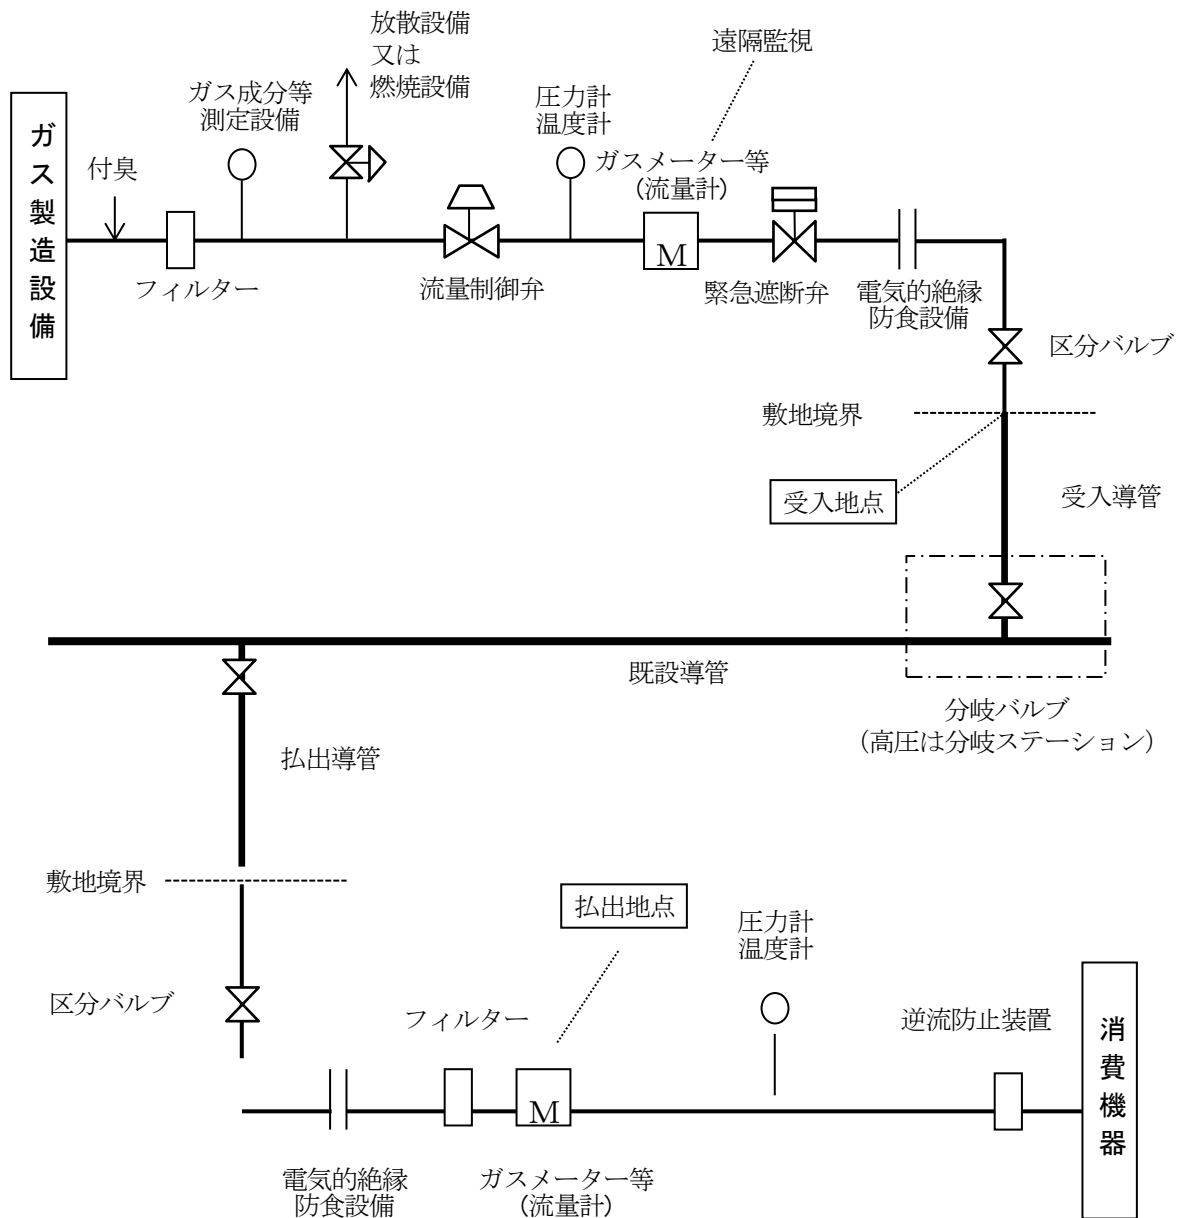 放散設備
又は
燃焼設備
遠隔監視
ガス成分等
測定設備
圧力計
温度計
ガス製造設備
付臭
ガスメーター等
(流量計)
M
フィルター
流量制御弁
緊急遮断弁
電気的絶縁
防食設備
区分バルブ
敷地境界
受入地点
受入導管
既設導管
分岐バルブ
(高圧は分岐ステーション)
払出導管
敷地境界
払出地点
圧力計
温度計
区分バルブ
フィルター
逆流防止装置
消費機器
M
電気的絶縁
防食設備
ガスメーター等
(流量計)